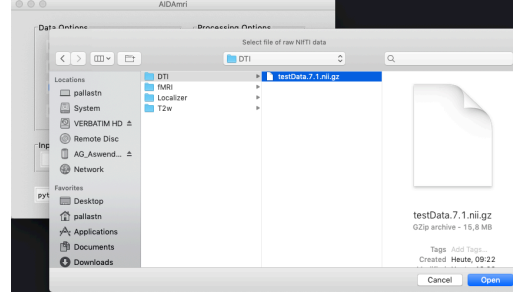 AIDAmri
Data Options
Processing Options
Select file of raw NIfTI data
DTI
Locations
pallastn
System
VERBATIM HD
Remote Disc
AG_Aswend...
Network
Favorites
Desktop
pallastn
Applications
Documents
Downloads
DTI
fMRI
Localizer
T2w
testData.7.1.nii.gz
testData.7.1.nii.gz
GZip archive - 15,8 MB
Tags Add Tags...
Created Heute, 09:22
Inp
pyt
Cancel
Open